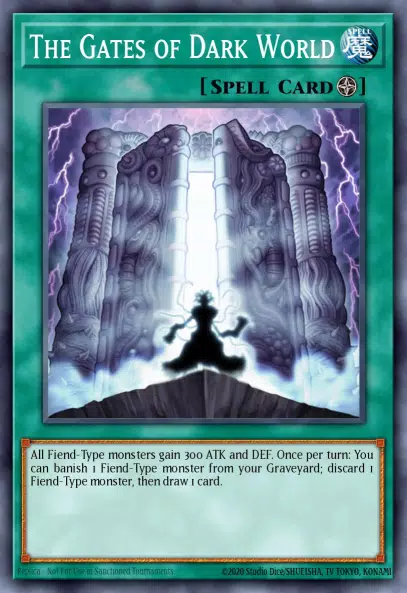 THE GATES OF DARK WORLD
SPELL
魔
[SPELL CARD]
All Fiend-Type monsters gain 300 ATK and DEF. Once per turn: You
can banish 1 Fiend-Type monster from your Graveyard; discard 1
Fiend-Type monster, then draw 1 card.
Replica - Not For Use in Sanctioned Tournaments
©2020 Studio Dice/SHUEISHA, TV TOKYO, KONAMI